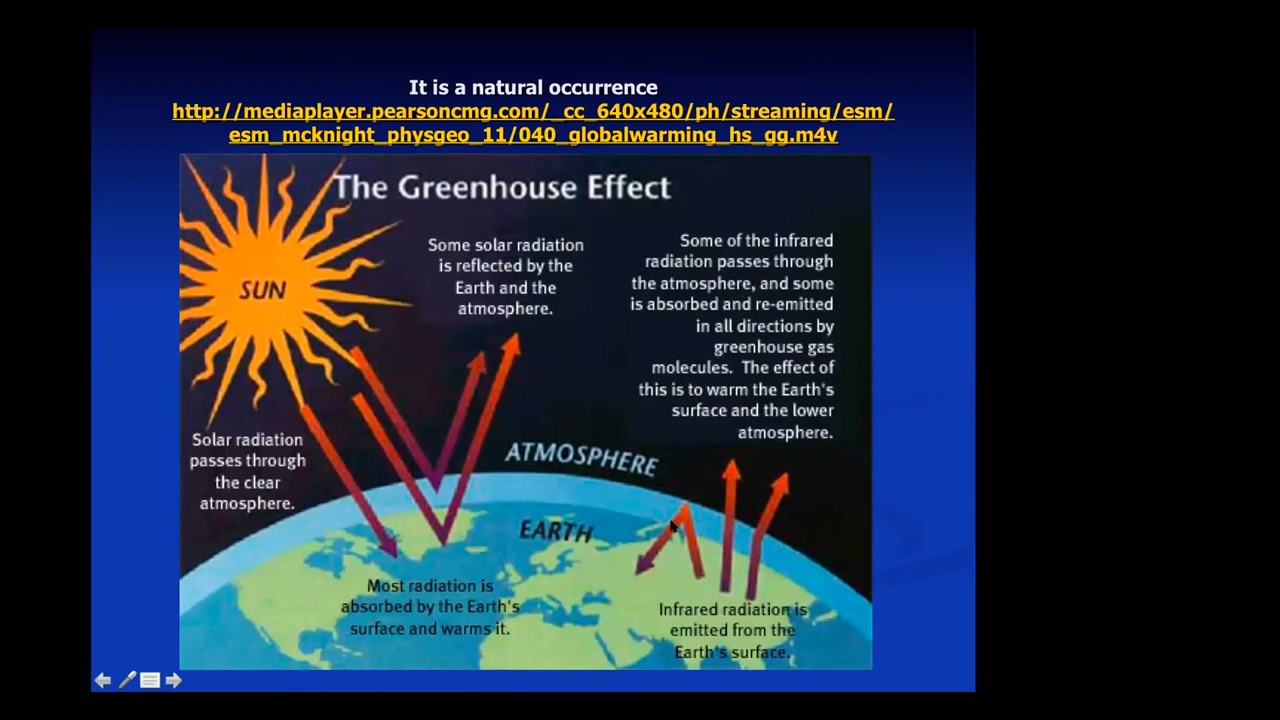 It is a natural occurrence
http://mediaplayer.pearsoncmg.com/_cc_640x480/ph/streaming/esm/
esm_mcknight_physgeo_11/040_globalwarming_hs_gg.m4v
The Greenhouse Effect
SUN
Some solar radiation
is reflected by the
Earth and the
atmosphere.
Some of the infrared
radiation passes through
the atmosphere, and some
is absorbed and re-emitted
in all directions by
greenhouse gas
molecules. The effect of
this is to warm the Earth's
surface and the lower
atmosphere.
Solar radiation
passes through
the clear
atmosphere.
ATMOSPHERE
EARTH
Most radiation is
absorbed by the Earth's
surface and warms it.
Infrared radiation is
emitted from the
Earth's surface.